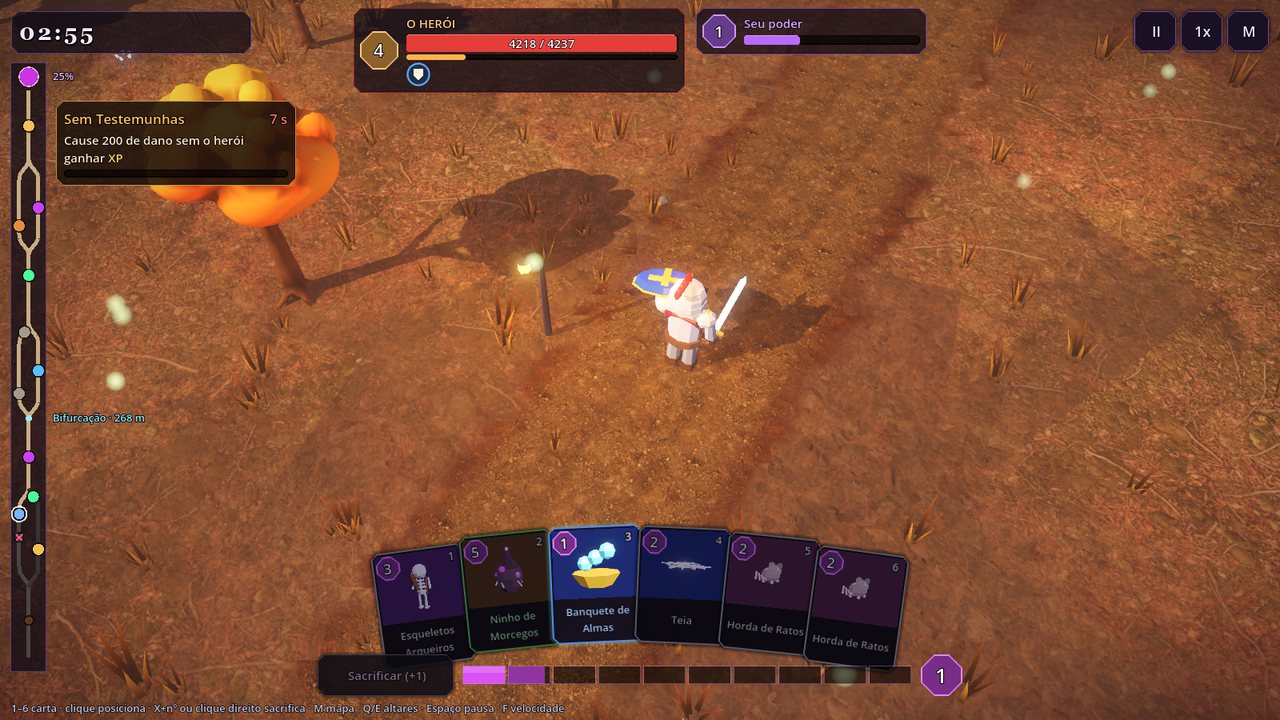 02:55
O HERÓI
4
4218 / 4237
1
Seu poder
II
1x
M
25%
Sem Testemunhas
7 s
Cause 200 de dano sem o herói
ganhar XP
Bifurcação · 268 m
3
1
Esqueletos
Arqueiros
5
2
Ninho de
Morcegos
1
3
Banquete de
Almas
2
4
Teia
2
5
Horda de Ratos
2
6
Horda de Ratos
Sacrificar (+1)
1
1-6 carta · clique posiciona · X+nº ou clique direito sacrifica · M mapa · Q/E altares · Espaço pausa · F velocidade